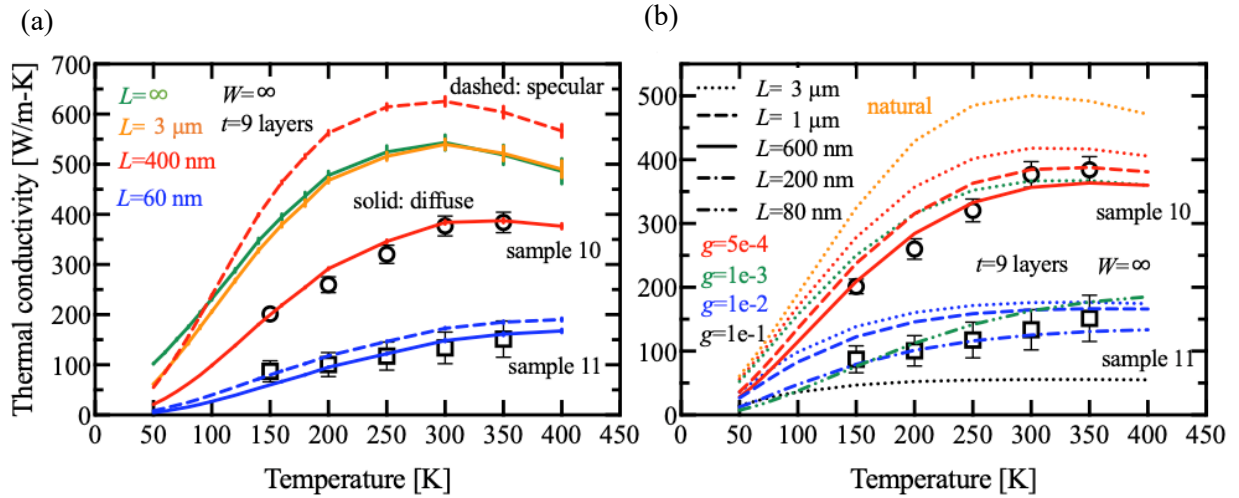 (a)
(b)
Thermal conductivity [W/m-K]
700
600
500
400
300
200
100
0
L=∞
L= 3 μm
L=400 nm
L=60 nm
W=∞
t=9 layers
dashed: specular
solid: diffuse
sample 10
sample 11
0 50 100 150 200 250 300 350 400 450
Temperature [K]
500
400
300
200
100
0
natural
L= 3 μm
L= 1 μm
L=600 nm
L=200 nm
L=80 nm
g=5e-4
g=1e-3
g=1e-2
g=1e-1
sample 10
t=9 layers W=∞
sample 11
0 50 100 150 200 250 300 350 400 450
Temperature [K]